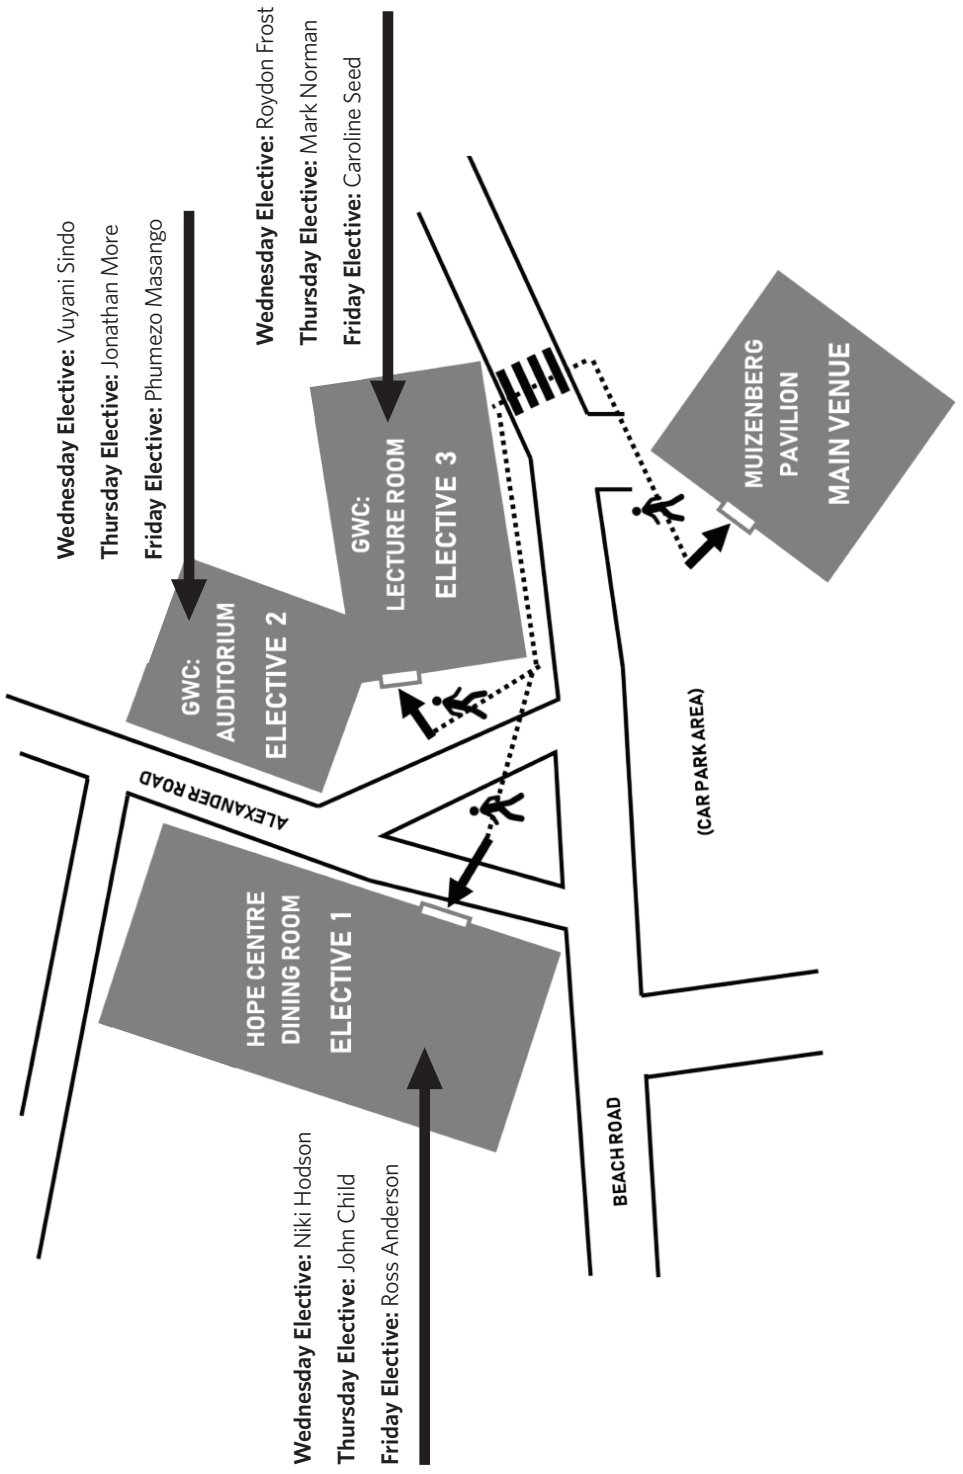 Wednesday Elective: Niki Hodson
Thursday Elective: John Child
Friday Elective: Ross Anderson
Wednesday Elective: Vuyani Sindo
Thursday Elective: Jonathan More
Friday Elective: Phumezo Masango
Wednesday Elective: Roydon Frost
Thursday Elective: Mark Norman
Friday Elective: Caroline Seed
HOPE CENTRE
DINING ROOM
ELECTIVE 1
ALEXANDER ROAD
GWC:
AUDITORIUM
ELECTIVE 2
GWC:
LECTURE ROOM
ELECTIVE 3
BEACH ROAD
(CAR PARK AREA)
MUIZENBERG
PAVILION
MAIN VENUE